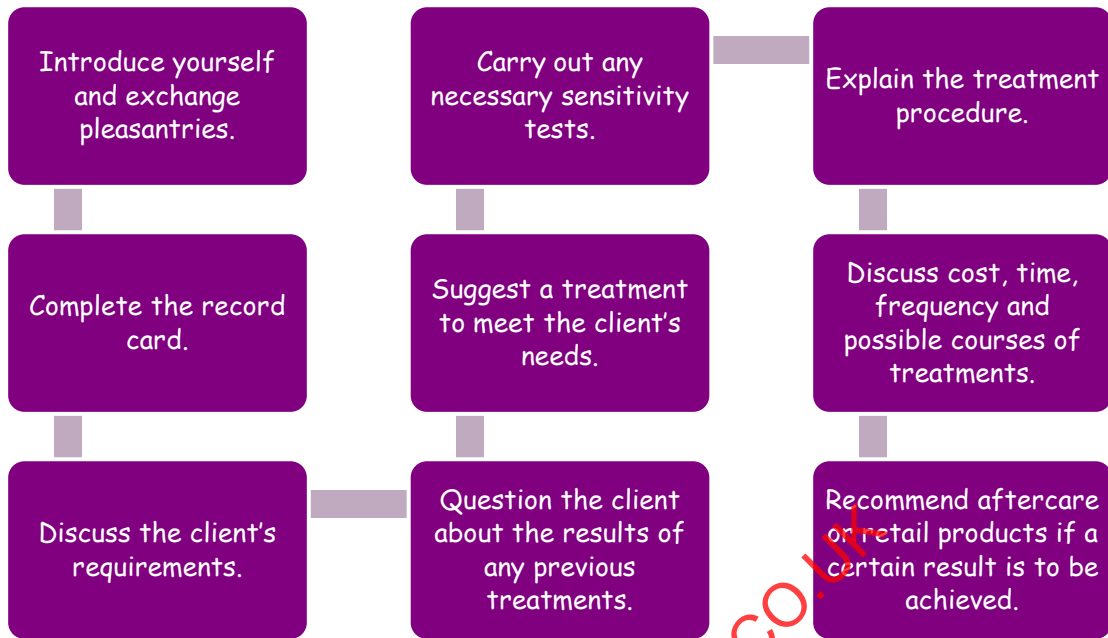 Introduce yourself
and exchange
pleasantries.
Complete the record
card.
Discuss the client's
requirements.
Question the client
about the results of
any previous
treatments.
Suggest a treatment
to meet the client's
needs.
Carry out any
necessary sensitivity
tests.
Explain the treatment
procedure.
Discuss cost, time,
frequency and
possible courses of
treatments.
Recommend aftercare
or retail products if a
certain result is to be
achieved.
CO.UK